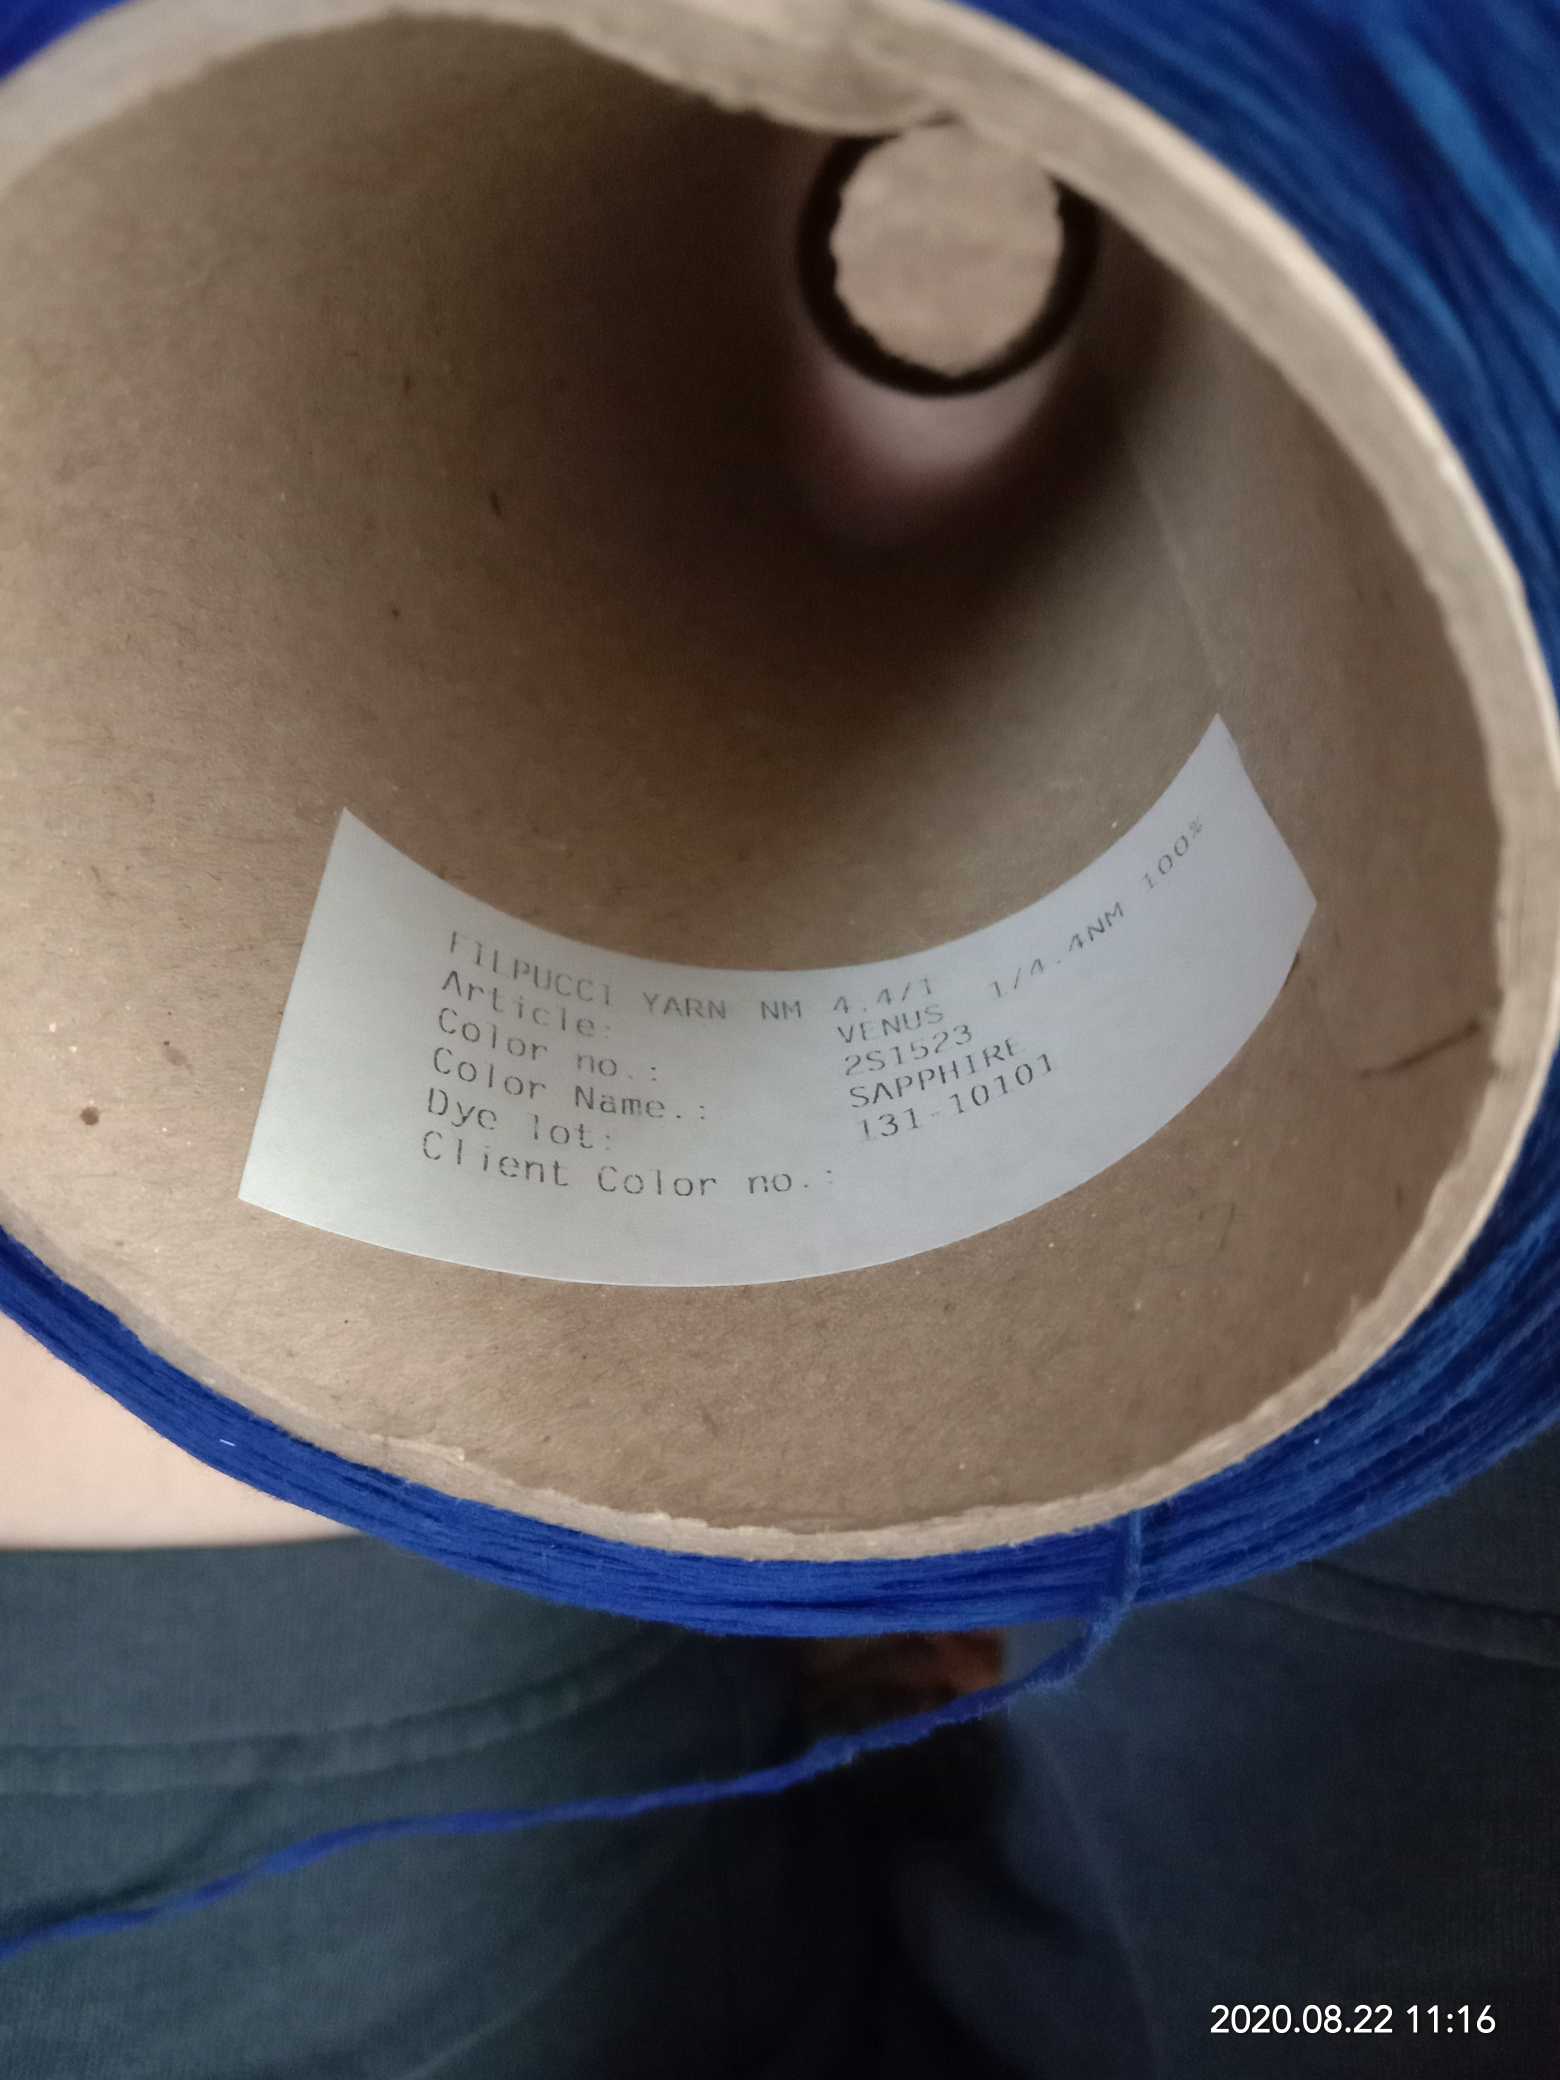 FILPUCCI YARN NM 4.4/1
Article: VENUS 1/4.4NM 100%
Color no.: 2S1523
Color Name.: SAPPHIRE
Dye lot: 131-10101
Client Color no.:
2020.08.22 11:16